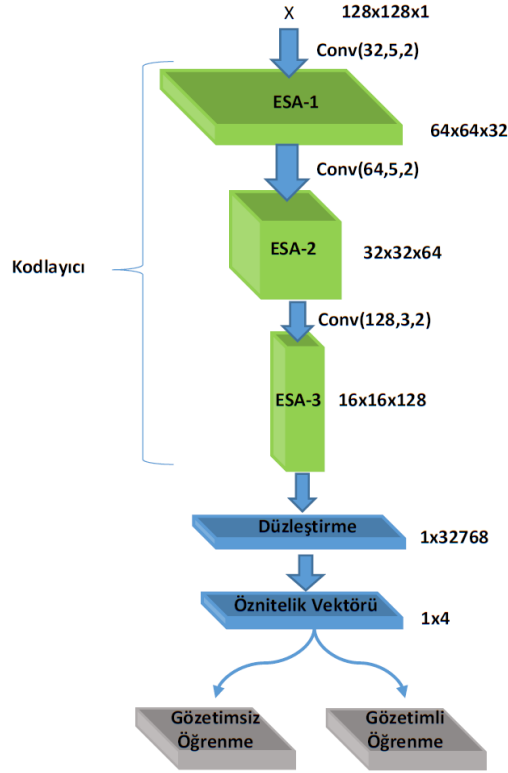 X 128x128x1
Conv(32,5,2)
ESA-1
64x64x32
Conv(64,5,2)
ESA-2
32x32x64
Kodlayıcı
Conv(128,3,2)
ESA-3
16x16x128
Düzleştirme
1x32768
Öznitelik Vektörü
1x4
Gözetimsiz
Öğrenme
Gözetimli
Öğrenme